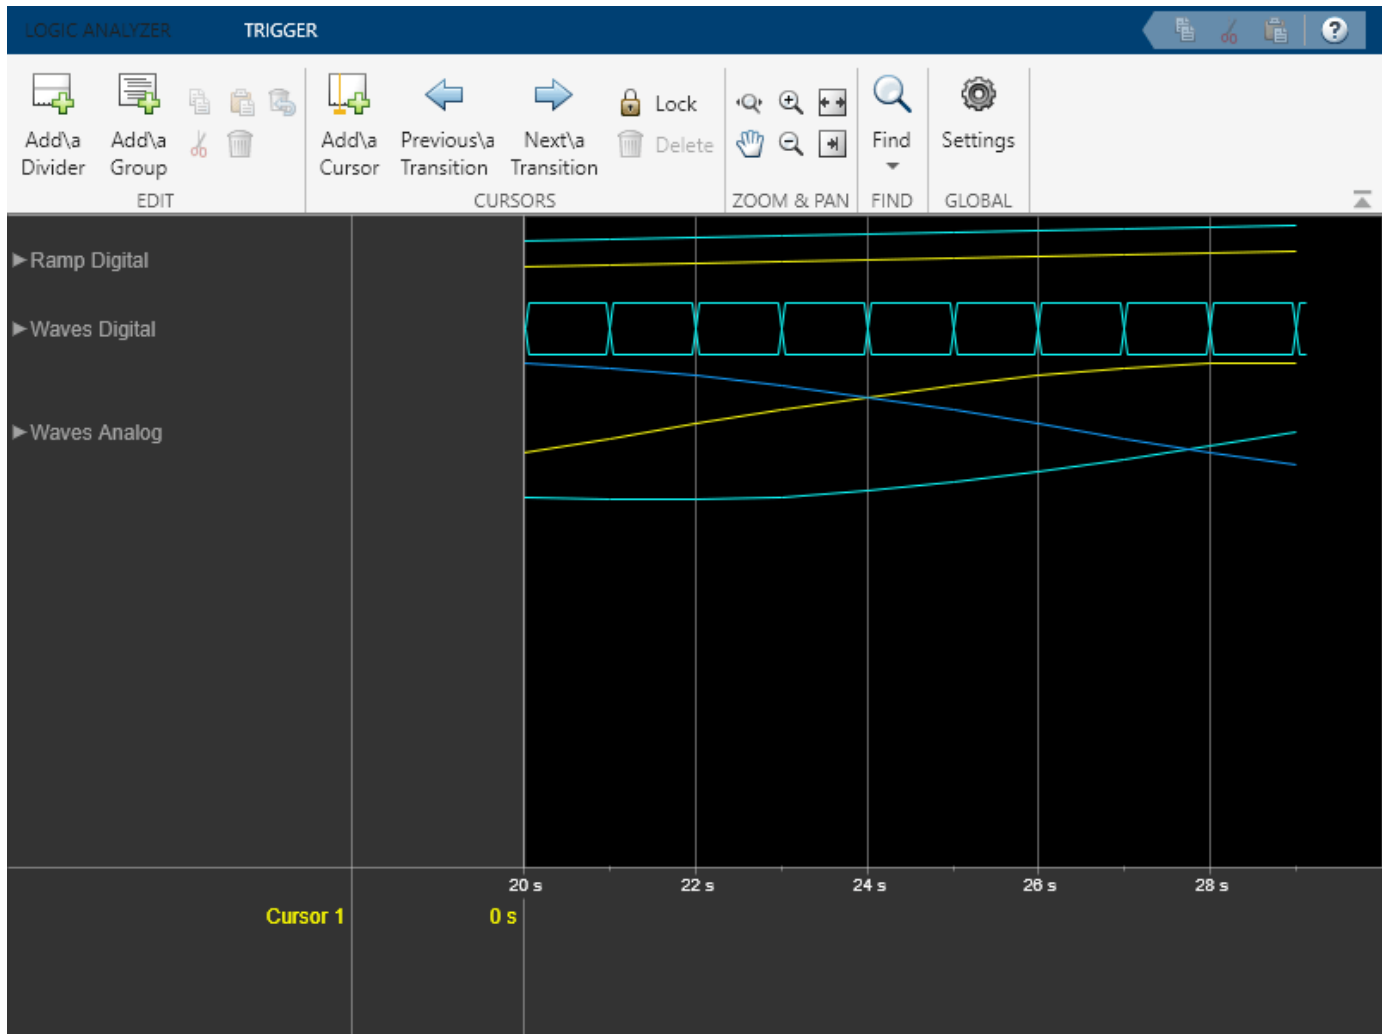 LOGIC ANALYZER TRIGGER
Add\a Divider
Add\a Group
Add\a Cursor
Previous\a Transition
Next\a Transition
Lock
Delete
Find
Settings
EDIT CURSORS ZOOM & PAN FIND GLOBAL
Ramp Digital
Waves Digital
Waves Analog
20 s 22 s 24 s 26 s 28 s
Cursor 1 0 s